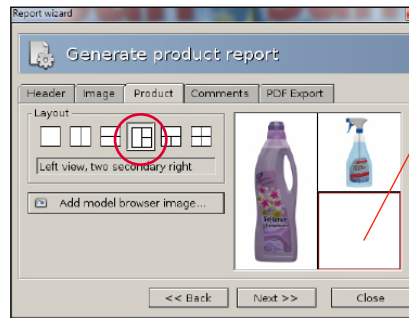 Report wizard
Generate product report
Header Image Product Comments PDF Export
Layout
Left view, two secondary right
Add model browser image...
<< Back Next >> Close